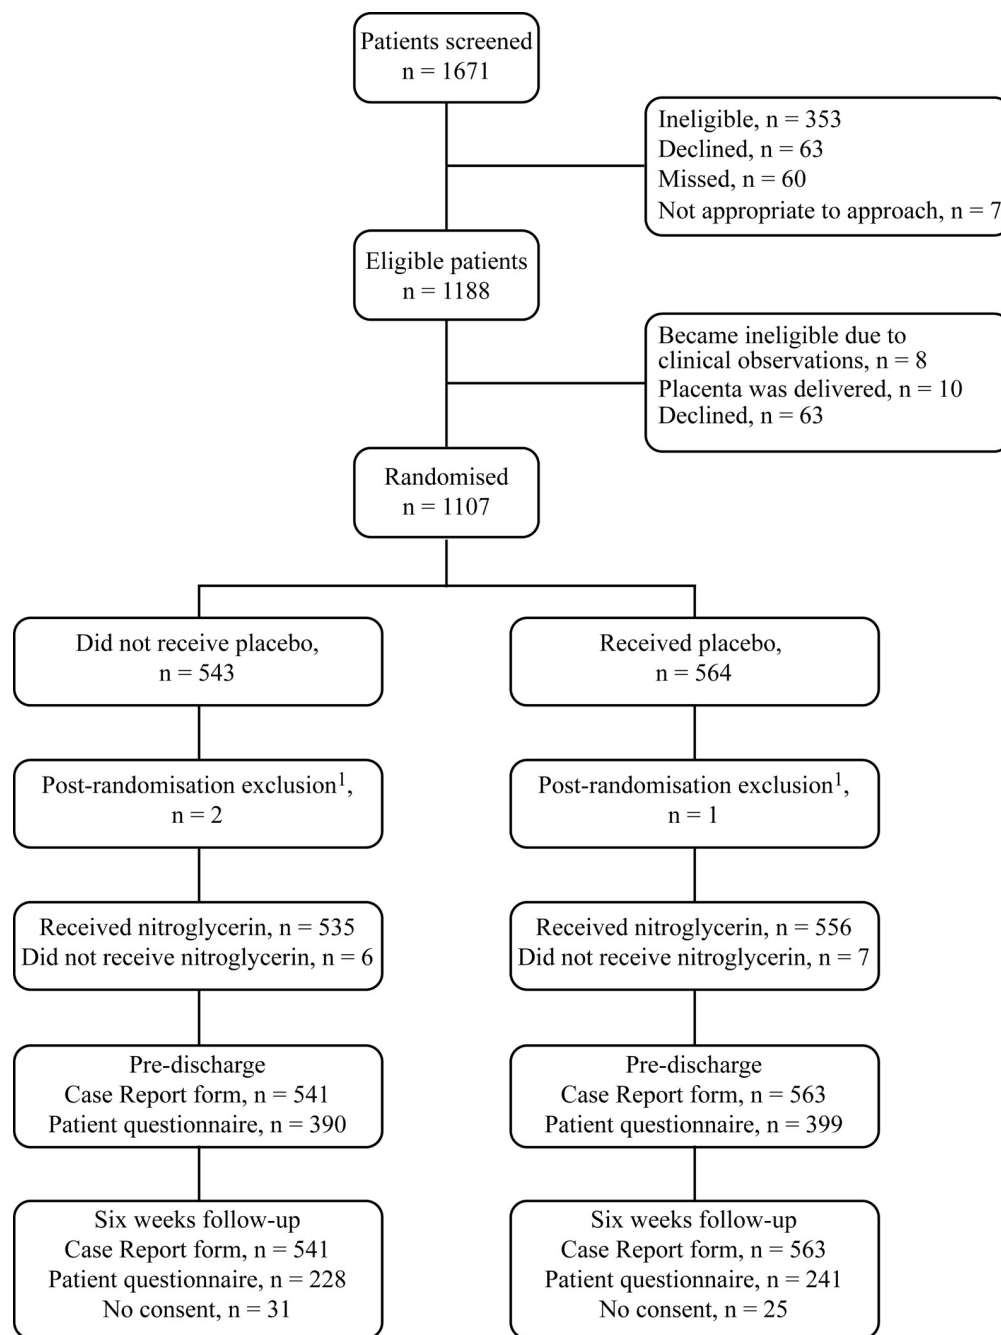 Patients screened
n = 1671
Ineligible, n = 353
Declined, n = 63
Missed, n = 60
Not appropriate to approach, n = 7
Eligible patients
n = 1188
Became ineligible due to
clinical observations, n = 8
Placenta was delivered, n = 10
Declined, n = 63
Randomised
n = 1107
Did not receive placebo,
n = 543
Received placebo,
n = 564
Post-randomisation exclusion¹,
n = 2
Post-randomisation exclusion¹,
n = 1
Received nitroglycerin, n = 535
Did not receive nitroglycerin, n = 6
Received nitroglycerin, n = 556
Did not receive nitroglycerin, n = 7
Pre-discharge
Case Report form, n = 541
Patient questionnaire, n = 390
Pre-discharge
Case Report form, n = 563
Patient questionnaire, n = 399
Six weeks follow-up
Case Report form, n = 541
Patient questionnaire, n = 228
No consent, n = 31
Six weeks follow-up
Case Report form, n = 563
Patient questionnaire, n = 241
No consent, n = 25